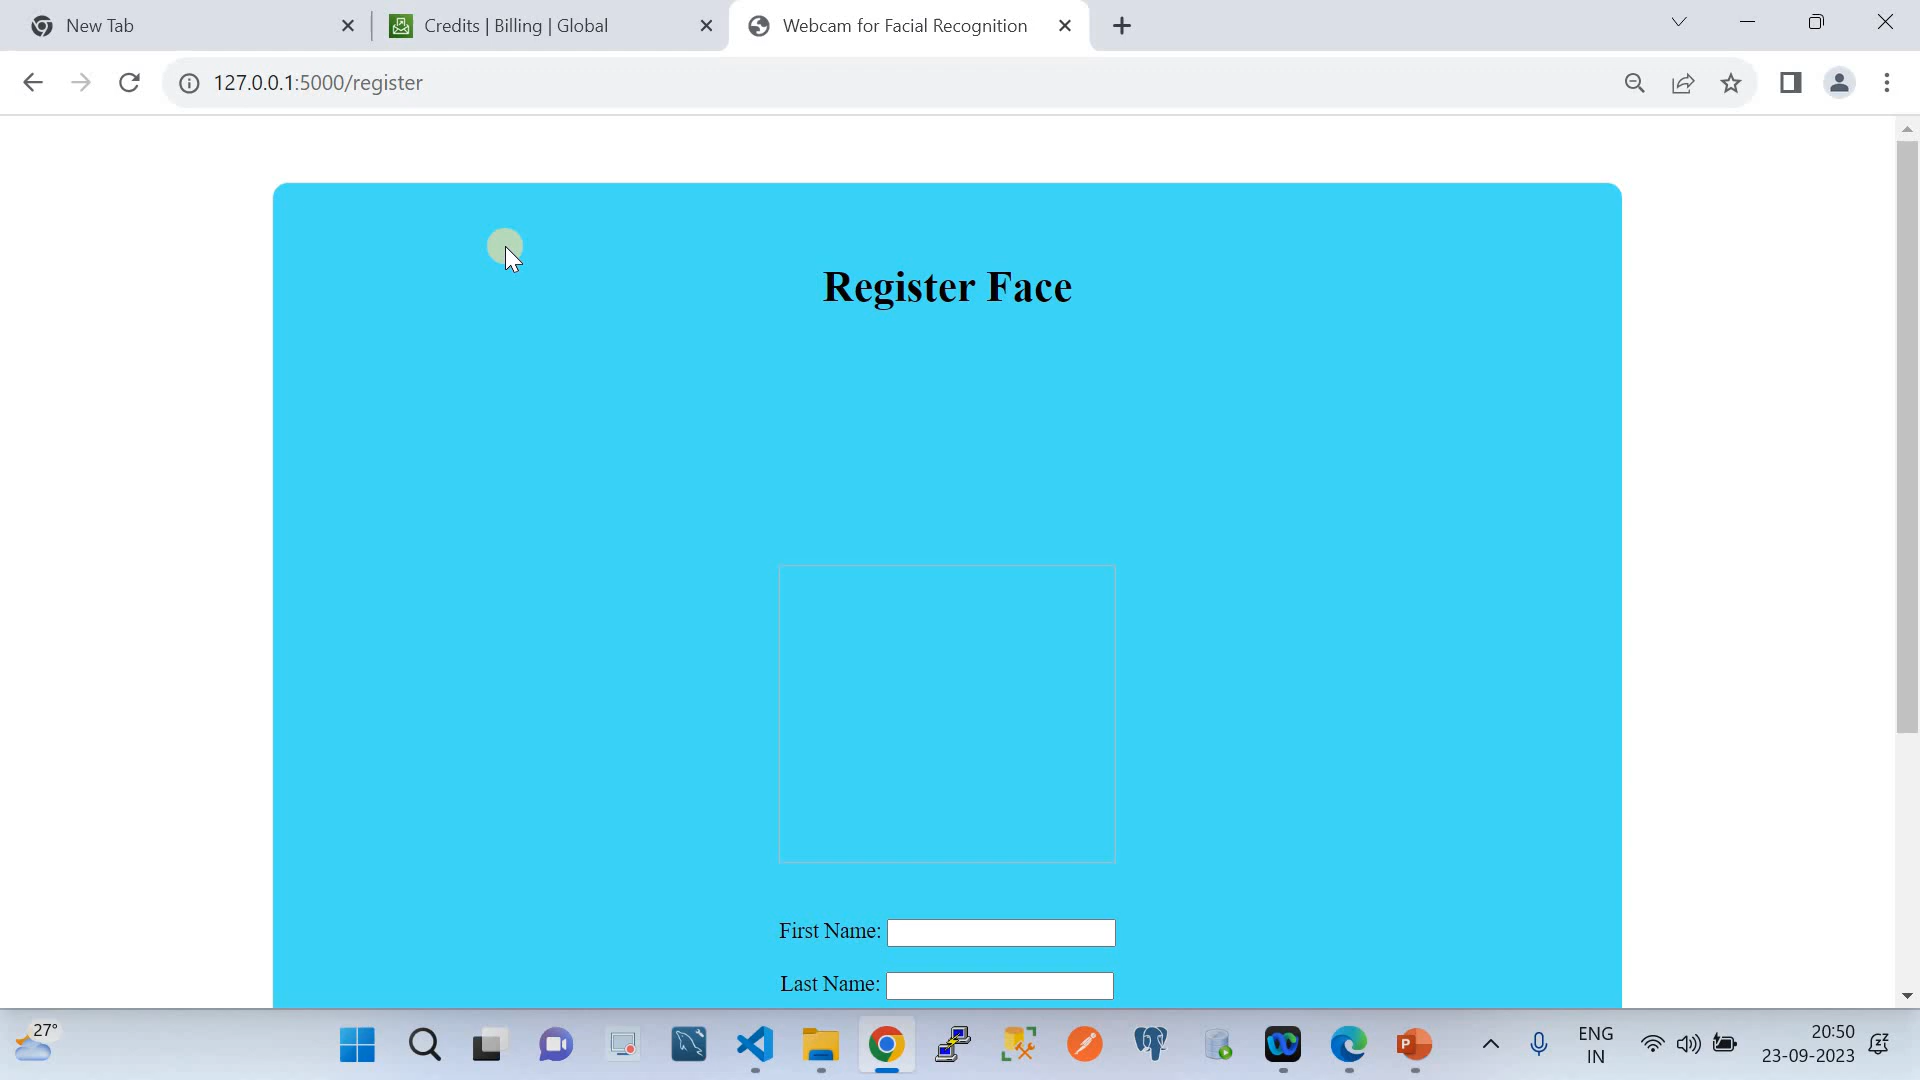 New Tab
Credits | Billing | Global
Webcam for Facial Recognition
127.0.0.1:5000/register
Register Face
First Name:
Last Name:
27°
P
ENG
IN
20:50
23-09-2023